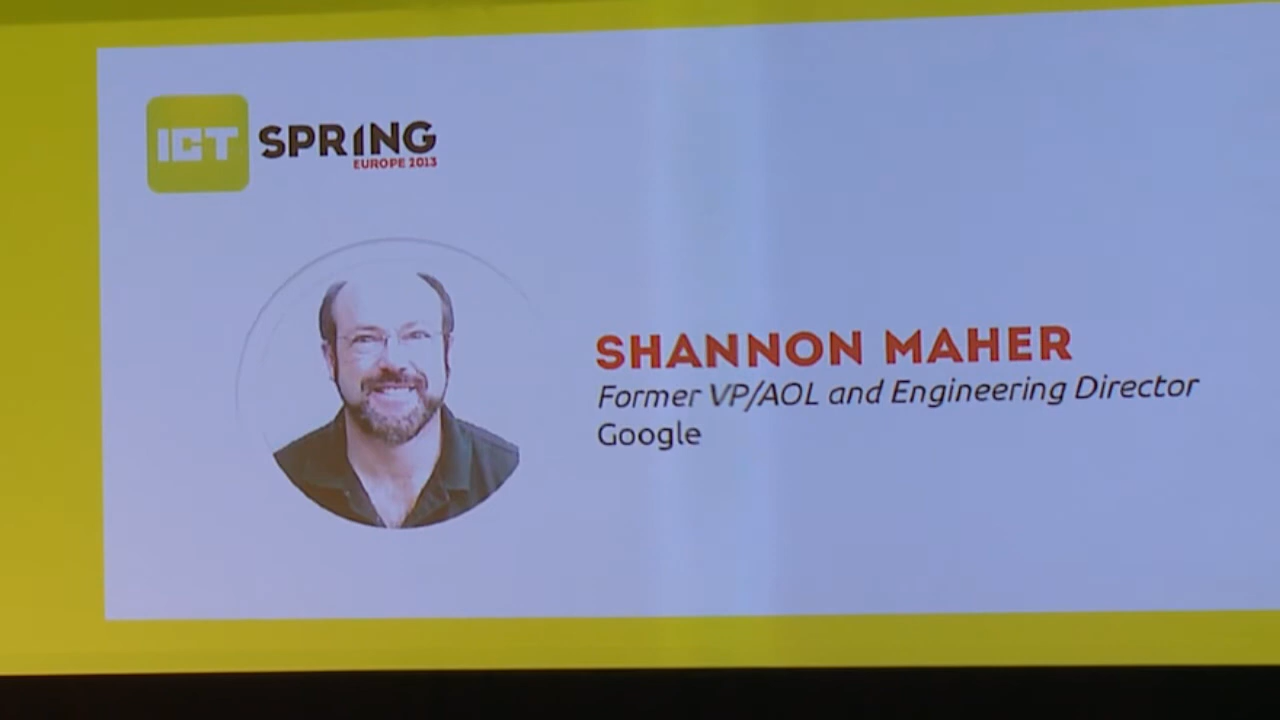 ICT SPRING
EUROPE 2013
SHANNON MAHER
Former VP/AOL and Engineering Director
Google